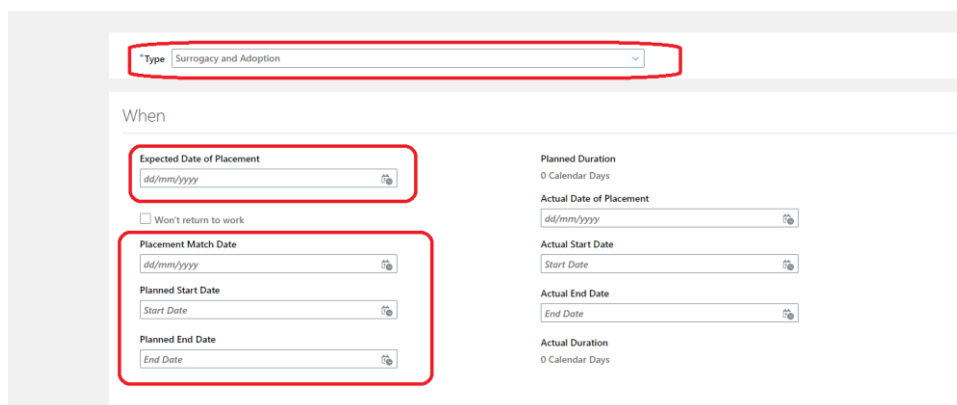 *Type Surrogacy and Adoption
When
Expected Date of Placement
dd/mm/yyyy
Won't return to work
Placement Match Date
dd/mm/yyyy
Planned Start Date
Start Date
Planned End Date
End Date
Planned Duration
0 Calendar Days
Actual Date of Placement
dd/mm/yyyy
Actual Start Date
Start Date
Actual End Date
End Date
Actual Duration
0 Calendar Days